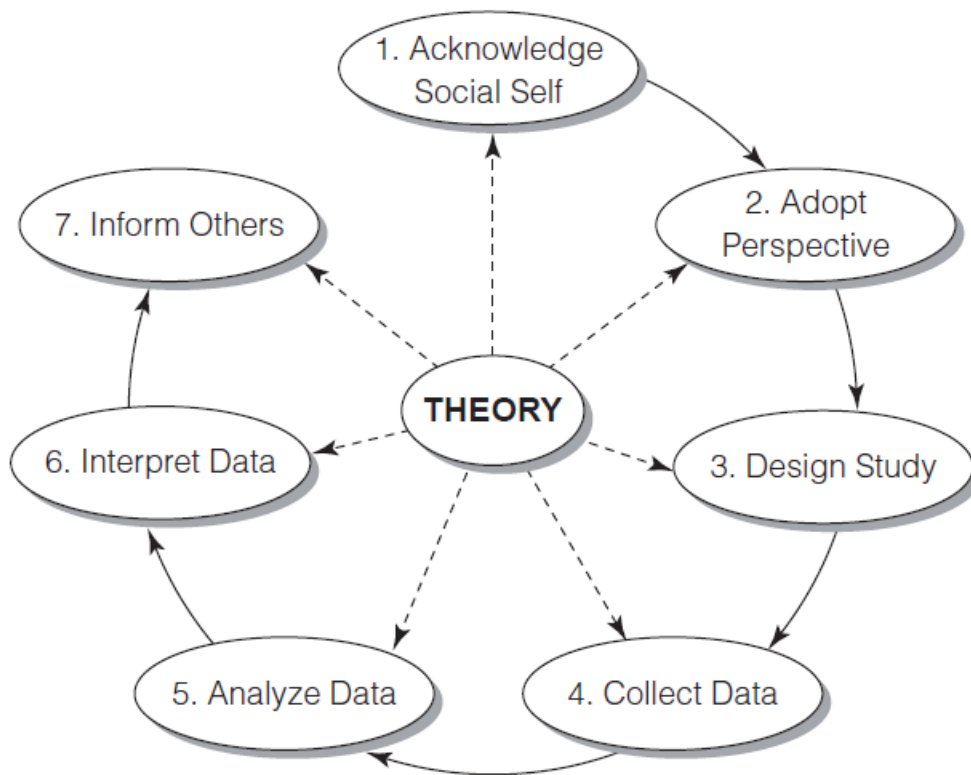 1. Acknowledge
Social Self
2. Adopt
Perspective
3. Design Study
4. Collect Data
5. Analyze Data
6. Interpret Data
7. Inform Others
THEORY